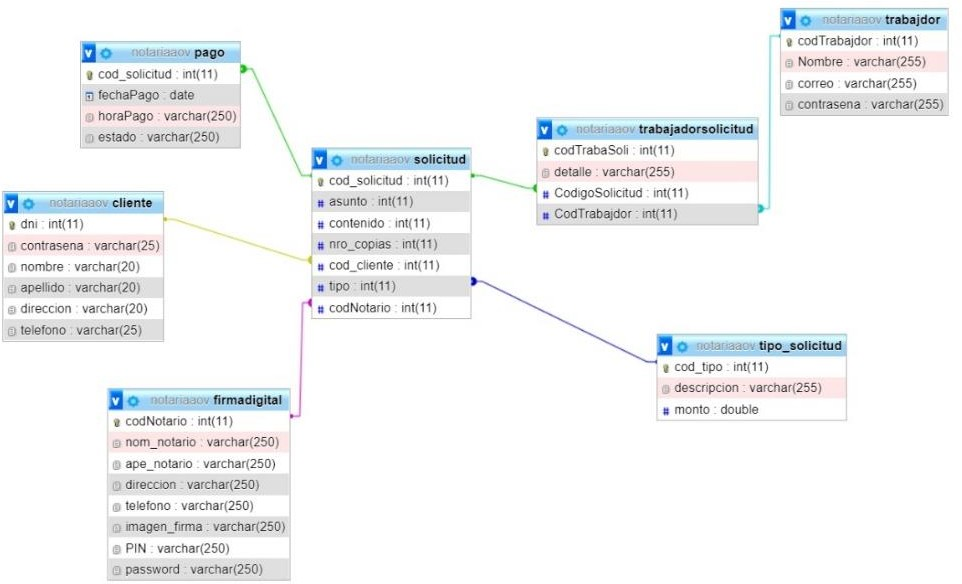 notariaaov pago
cod_solicitud : int(11)
fechaPago : date
horaPago : varchar(250)
estado : varchar(250)
notariaaov cliente
dni : int(11)
contrasena : varchar(25)
nombre : varchar(20)
apellido : varchar(20)
direccion : varchar(20)
telefono : varchar(25)
notariaaov firmadigital
codNotario : int(11)
nom_notario : varchar(250)
ape_notario : varchar(250)
direccion : varchar(250)
telefono : varchar(250)
imagen_firma : varchar(250)
PIN : varchar(250)
password : varchar(250)
notariaaov solicitud
cod_solicitud : int(11)
asunto : int(11)
contenido : int(11)
nro_copias : int(11)
cod_cliente : int(11)
tipo : int(11)
codNotario : int(11)
notariaaov trabajadorsolicitud
codTrabaSoli : int(11)
detalle : varchar(255)
CodigoSolicitud : int(11)
CodTrabajdor : int(11)
notariaaov trabajdor
codTrabajdor : int(11)
Nombre : varchar(255)
correo : varchar(255)
contrasena : varchar(255)
notariaaov tipo_solicitud
cod_tipo : int(11)
descripcion : varchar(255)
monto : double